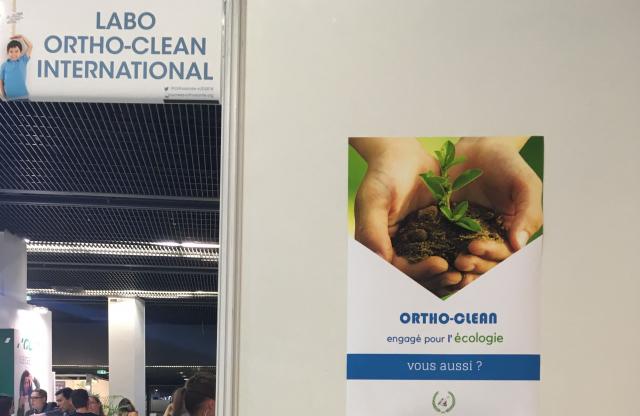 LABO
ORTHO-CLEAN
INTERNATIONAL
ORTHO-CLEAN
engagé pour l'écologie
vous aussi ?